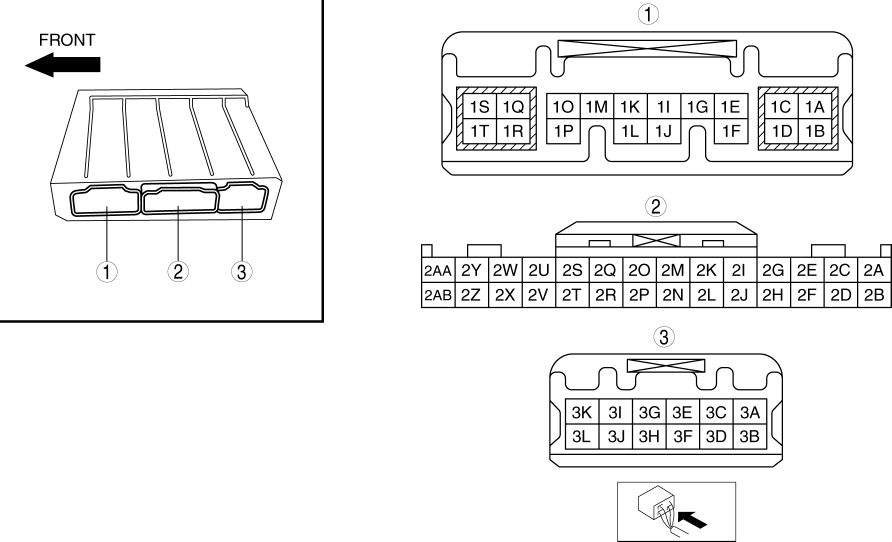 FRONT
① ② ③
①
1S 1Q 1O 1M 1K 1I 1G 1E 1C 1A
1T 1R 1P 1L 1J 1F 1D 1B
②
2AA 2Y 2W 2U 2S 2Q 2O 2M 2K 2I 2G 2E 2C 2A
2AB 2Z 2X 2V 2T 2R 2P 2N 2L 2J 2H 2F 2D 2B
③
3K 3I 3G 3E 3C 3A
3L 3J 3H 3F 3D 3B